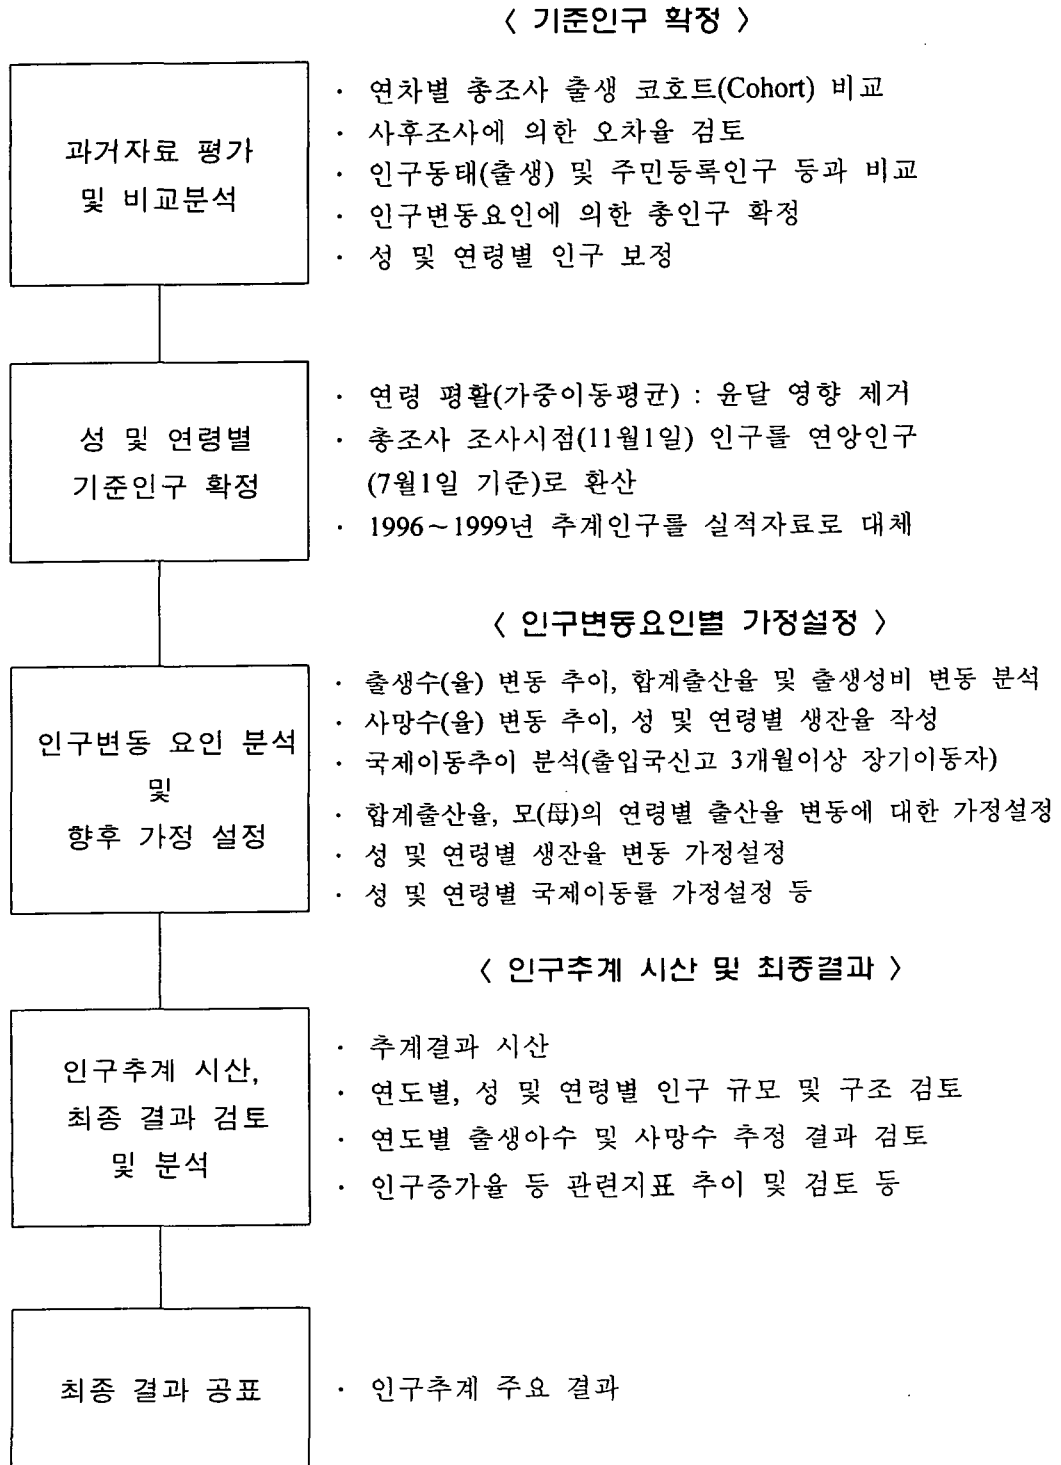 〈 기준인구 확정 〉
과거자료 평가
및 비교분석
· 연차별 총조사 출생 코호트(Cohort) 비교
· 사후조사에 의한 오차율 검토
· 인구동태(출생) 및 주민등록인구 등과 비교
· 인구변동요인에 의한 총인구 확정
· 성 및 연령별 인구 보정
성 및 연령별
기준인구 확정
· 연령 평활(가중이동평균) : 윤달 영향 제거
· 총조사 조사시점(11월1일) 인구를 연앙인구
(7월1일 기준)로 환산
· 1996～1999년 추계인구를 실적자료로 대체
〈 인구변동요인별 가정설정 〉
인구변동 요인 분석
및
향후 가정 설정
· 출생수(율) 변동 추이, 합계출산율 및 출생성비 변동 분석
· 사망수(율) 변동 추이, 성 및 연령별 생잔율 작성
· 국제이동추이 분석(출입국신고 3개월이상 장기이동자)
· 합계출산율, 모(母)의 연령별 출산율 변동에 대한 가정설정
· 성 및 연령별 생잔율 변동 가정설정
· 성 및 연령별 국제이동률 가정설정 등
〈 인구추계 시산 및 최종결과 〉
인구추계 시산,
최종 결과 검토
및 분석
· 추계결과 시산
· 연도별, 성 및 연령별 인구 규모 및 구조 검토
· 연도별 출생아수 및 사망수 추정 결과 검토
· 인구증가율 등 관련지표 추이 및 검토 등
최종 결과 공표
· 인구추계 주요 결과